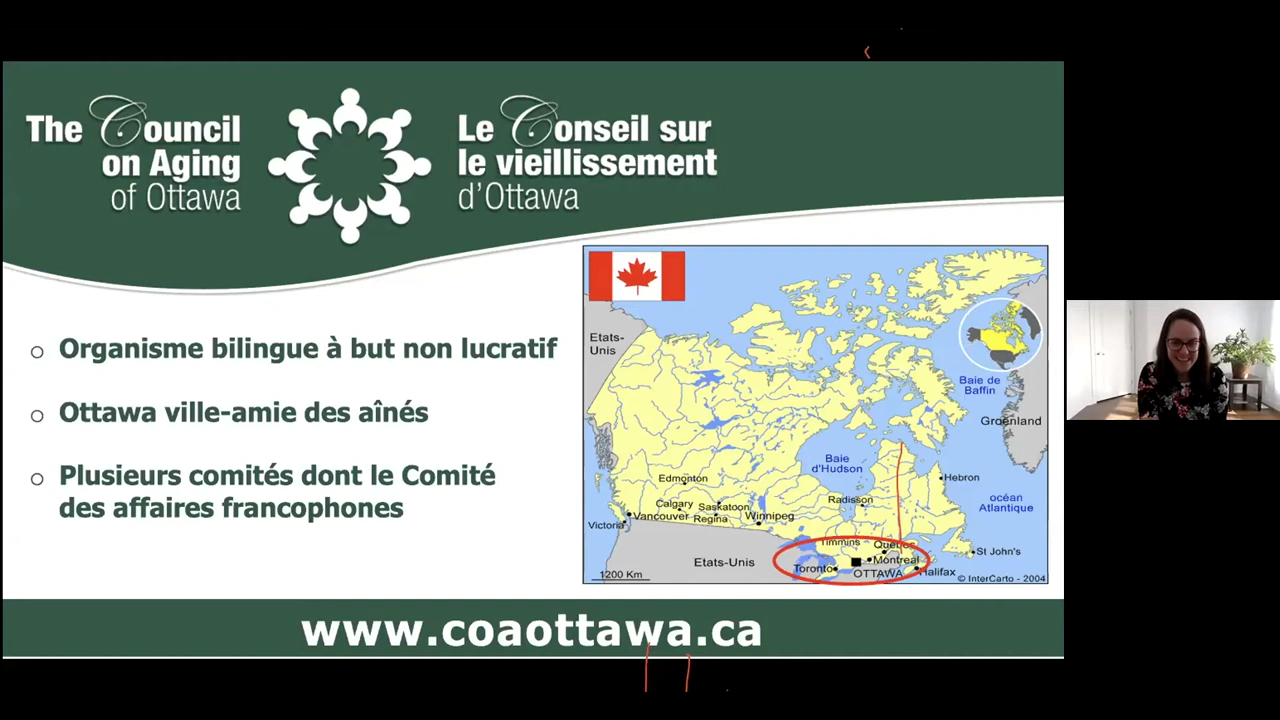 The Council
on Aging
of Ottawa
Le Conseil sur
le vieillissement
d'Ottawa
Organisme bilingue à but non lucratif
Ottawa ville-amie des aînés
Plusieurs comités dont le Comité
des affaires francophones
Etats-
Unis
Baie de
Baffin
Groenland
Baie
d'Hudson
Edmonton
Hebron
Calgary
Saskatoon
Radisson
océan
Atlantique
Victoria
Vancouver
Regina
Winnipeg
Timmins
Québec
St John's
Etats-Unis
Montreal
Toronto
OTTAWA
Halifax
1200 Km
© InterCarto - 2004
www.coaottawa.ca